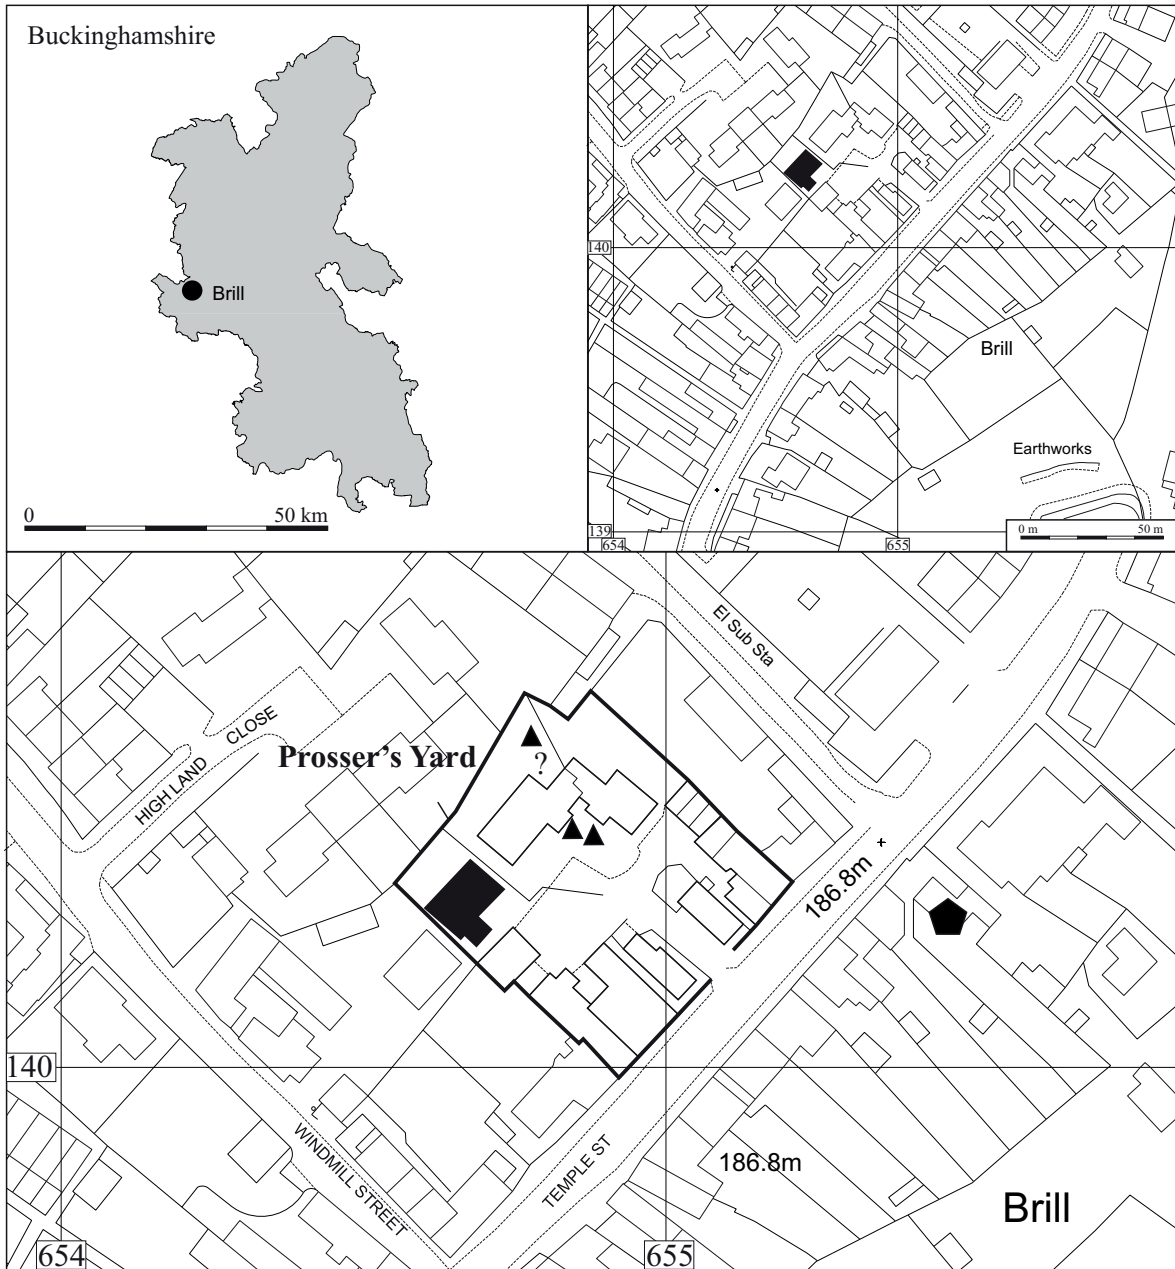 Buckinghamshire
Brill
0 50 km
140
Brill
Earthworks
139
654
655
0 m 50 m
El Sub Sta
HIGH LAND CLOSE
Prosser's Yard
?
186.8m
140
WINDMILL STREET
TEMPLE ST
186.8m
Brill
654
655